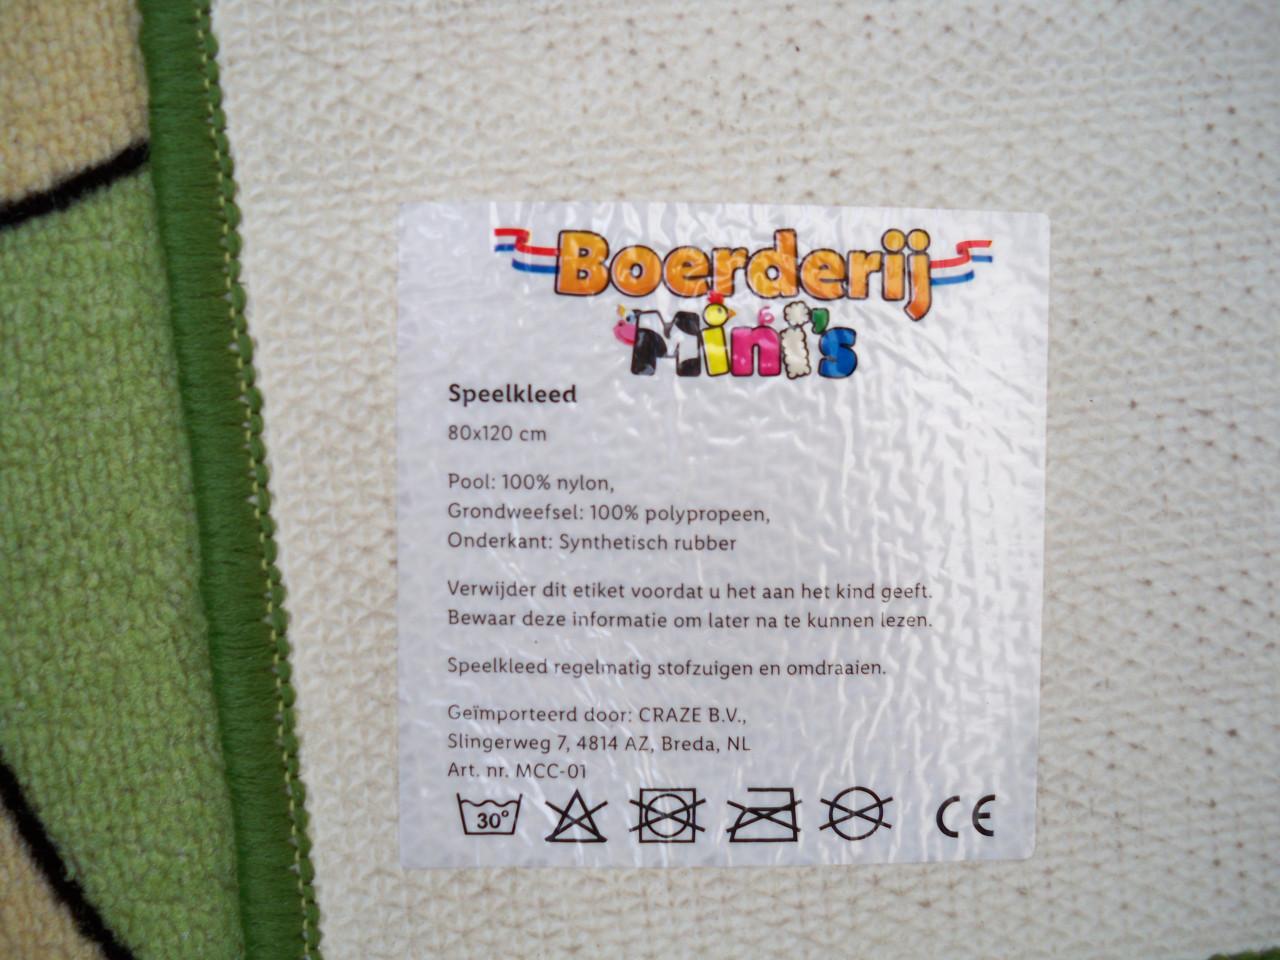 Boerderij
Mini's
Speelkleed
80x120 cm
Pool: 100% nylon,
Grondweefsel: 100% polypropeen,
Onderkant: Synthetisch rubber
Verwijder dit etiket voordat u het aan het kind geeft.
Bewaar deze informatie om later na te kunnen lezen.
Speelkleed regelmatig stofzuigen en omdraaien.
Geïmporteerd door: CRAZE B.V.,
Slingerweg 7, 4814 AZ, Breda, NL
Art. nr. MCC-01
30° CE